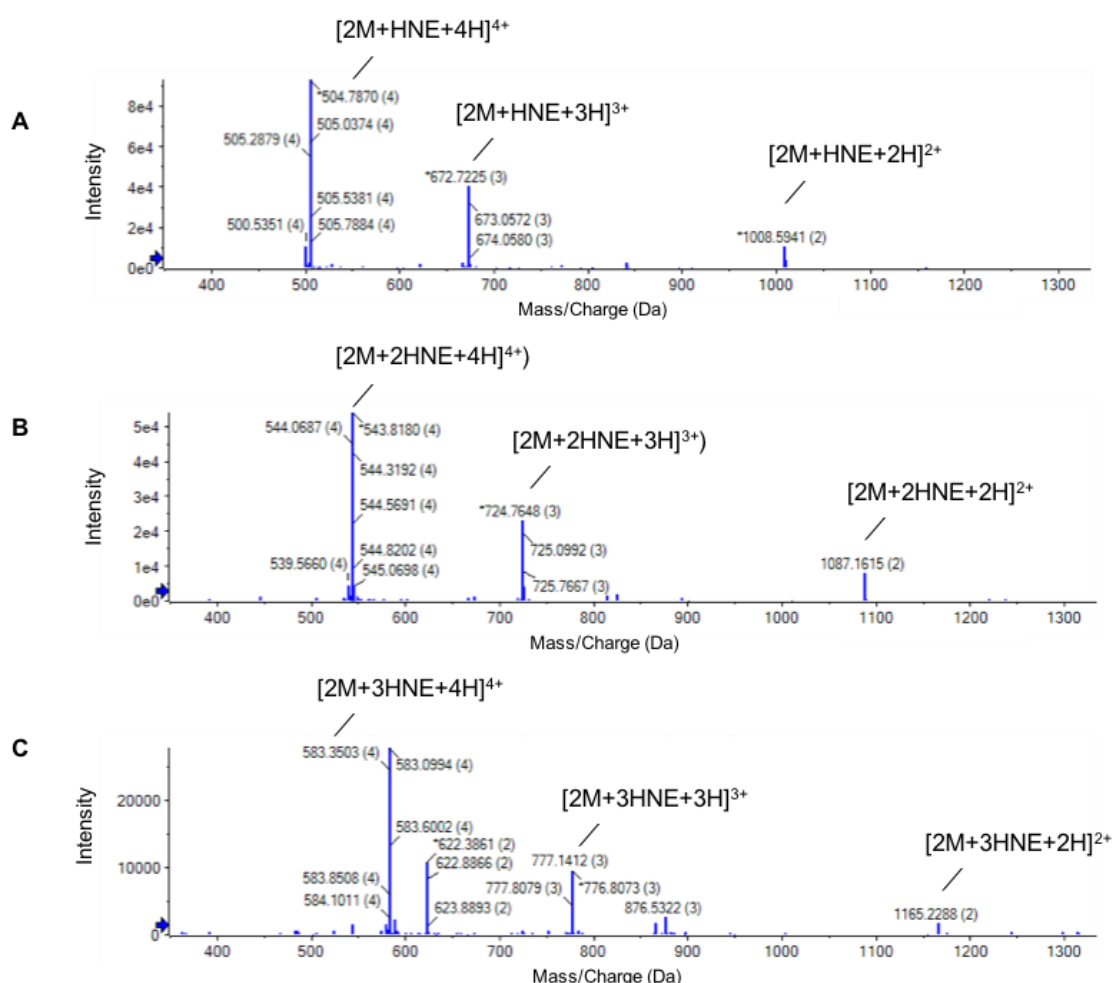 [2M+HNE+4H]4+
A
8e4
*504.7870 (4)
[2M+HNE+3H]3+
505.0374 (4)
505.2879 (4)
6e4
[2M+HNE+2H]2+
Intensity
4e4
*672.7225 (3)
505.5381 (4)
673.0572 (3)
2e4
500.5351 (4)
505.7884 (4)
674.0580 (3)
*1008.5941 (2)
0e0
400 500 600 700 800 900 1000 1100 1200 1300
Mass/Charge (Da)
[2M+2HNE+4H]4+)
B
5e4
544.0687 (4)
*543.8180 (4)
[2M+2HNE+3H]3+)
4e4
544.3192 (4)
[2M+2HNE+2H]2+
3e4
Intensity
544.5691 (4)
*724.7648 (3)
2e4
544.8202 (4)
725.0992 (3)
1e4
539.5660 (4)
545.0698 (4)
725.7667 (3)
1087.1615 (2)
0e0
400 500 600 700 800 900 1000 1100 1200 1300
Mass/Charge (Da)
[2M+3HNE+4H]4+
C
583.3503 (4)
583.0994 (4)
[2M+3HNE+3H]3+
20000
583.6002 (4)
[2M+3HNE+2H]2+
Intensity
*622.3861 (2)
622.8866 (2)
777.1412 (3)
10000
583.8508 (4)
777.8079 (3)
*776.8073 (3)
584.1011 (4)
623.8893 (2)
876.5322 (3)
1165.2288 (2)
0
400 500 600 700 800 900 1000 1100 1200 1300
Mass/Charge (Da)